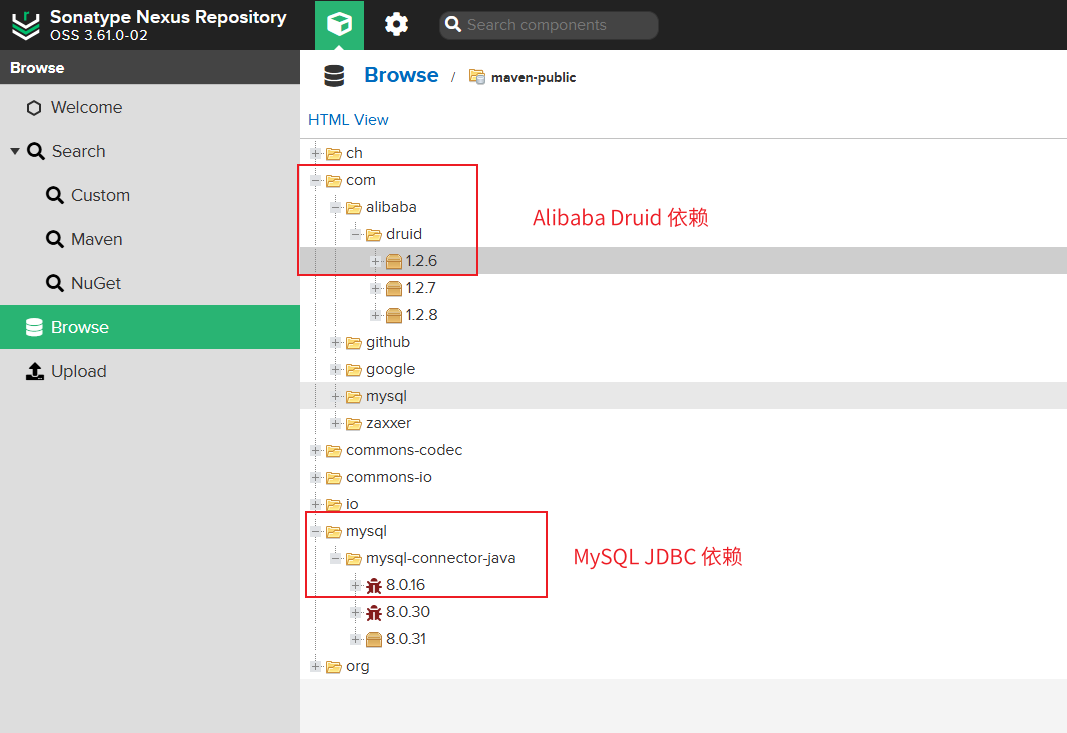 Sonatype Nexus Repository
OSS 3.61.0-02
Search components
Browse
Welcome
Search
Custom
Maven
NuGet
Browse
Upload
Browse / maven-public
HTML View
ch
com
alibaba
druid
1.2.6
1.2.7
1.2.8
github
google
mysql
zaxxer
commons-codec
commons-io
io
mysql
mysql-connector-java
8.0.16
8.0.30
8.0.31
org
Alibaba Druid 依赖
MySQL JDBC 依赖